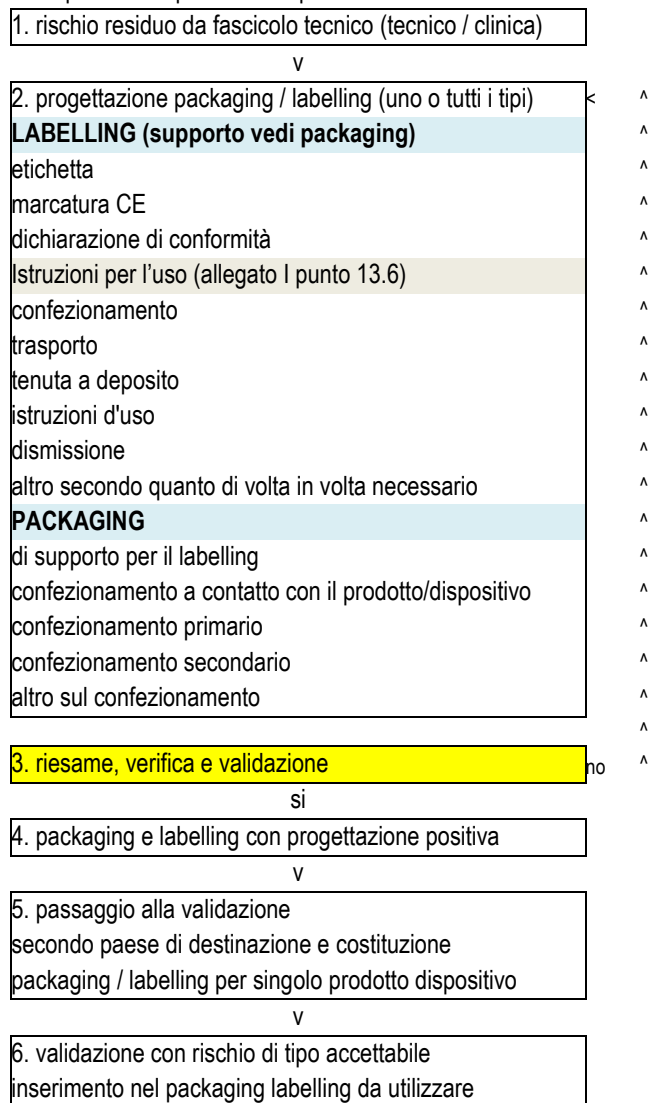 1. rischio residuo da fascicolo tecnico (tecnico / clinica)
v
2. progettazione packaging / labelling (uno o tutti i tipi) < ^
LABELLING (supporto vedi packaging) ^
etichetta ^
marcatura CE ^
dichiarazione di conformità ^
Istruzioni per l’uso (allegato I punto 13.6) ^
confezionamento ^
trasporto ^
tenuta a deposito ^
istruzioni d'uso ^
dismissione ^
altro secondo quanto di volta in volta necessario ^
PACKAGING ^
di supporto per il labelling ^
confezionamento a contatto con il prodotto/dispositivo ^
confezionamento primario ^
confezionamento secondario ^
altro sul confezionamento ^
^
3. riesame, verifica e validazione no ^
si
4. packaging e labelling con progettazione positiva
v
5. passaggio alla validazione
secondo paese di destinazione e costituzione
packaging / labelling per singolo prodotto dispositivo
v
6. validazione con rischio di tipo accettabile
inserimento nel packaging labelling da utilizzare